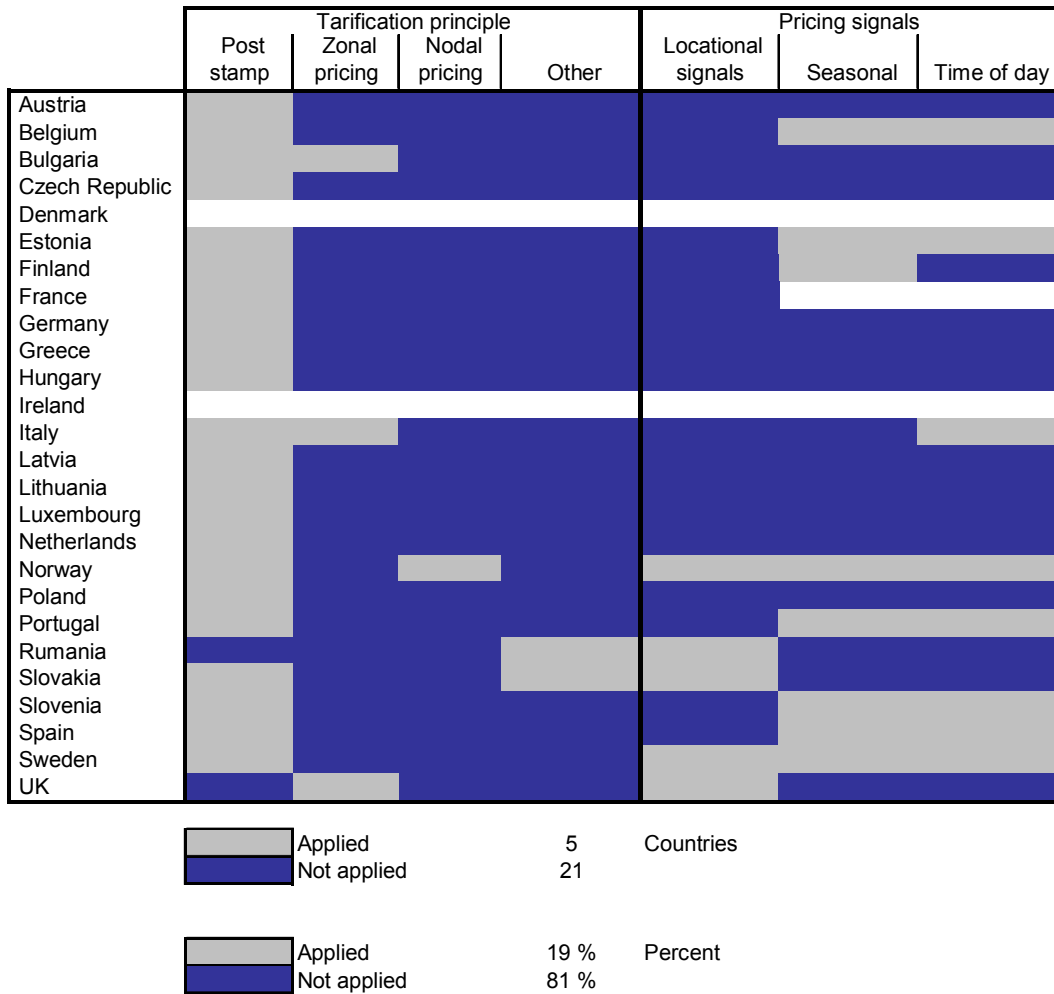 Tarification principle Pricing signals
Post Zonal Nodal Locational
stamp pricing pricing Other signals Seasonal Time of day
Austria
Belgium
Bulgaria
Czech Republic
Denmark
Estonia
Finland
France
Germany
Greece
Hungary
Ireland
Italy
Latvia
Lithuania
Luxembourg
Netherlands
Norway
Poland
Portugal
Rumania
Slovakia
Slovenia
Spain
Sweden
UK
Applied 5 Countries
Not applied 21
Applied 19 % Percent
Not applied 81 %